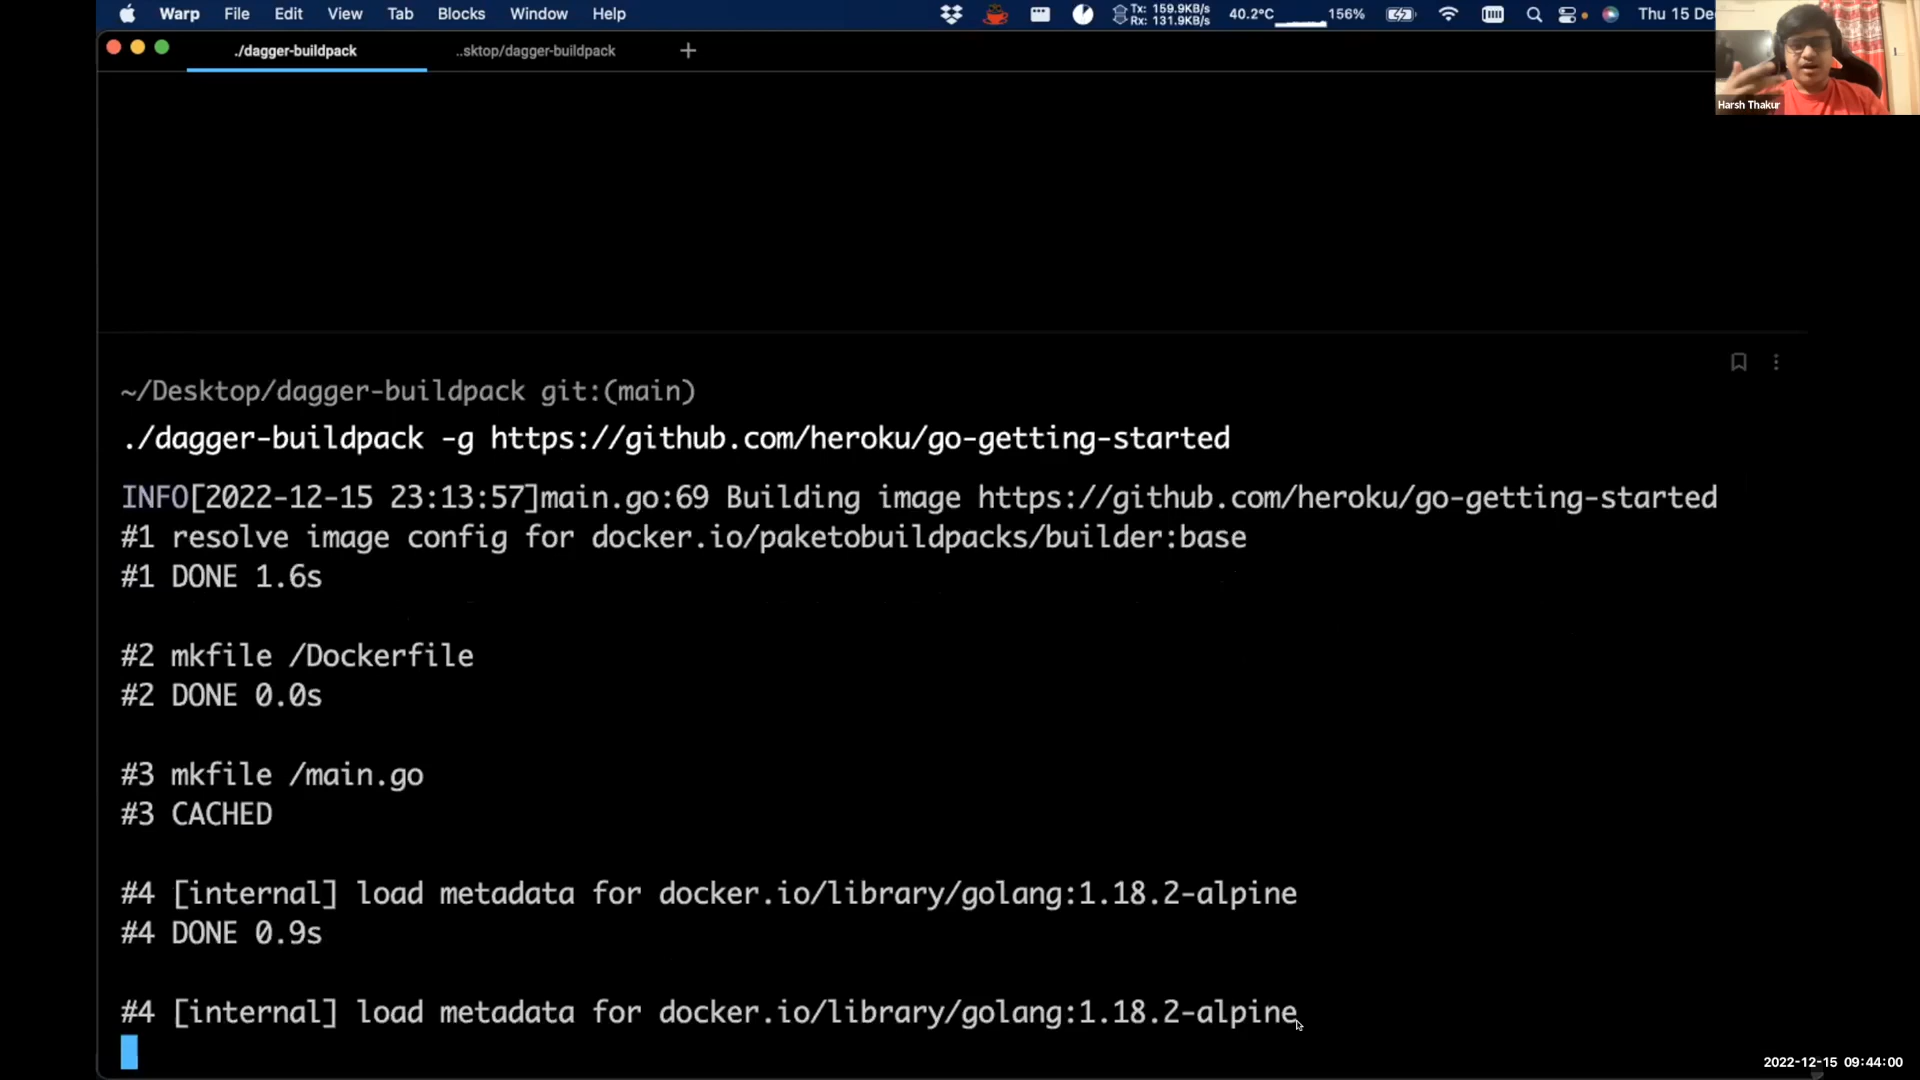 Warp File Edit View Tab Blocks Window Help Tx: 159.9KB/s Rx: 131.9KB/s 40.2°C 156% Thu 15 De
./dagger-buildpack ..sktop/dagger-buildpack +
Harsh Thakur
~/Desktop/dagger-buildpack git:(main)
./dagger-buildpack -g https://github.com/heroku/go-getting-started
INFO[2022-12-15 23:13:57]main.go:69 Building image https://github.com/heroku/go-getting-started
#1 resolve image config for docker.io/paketobuildpacks/builder:base
#1 DONE 1.6s
#2 mkfile /Dockerfile
#2 DONE 0.0s
#3 mkfile /main.go
#3 CACHED
#4 [internal] load metadata for docker.io/library/golang:1.18.2-alpine
#4 DONE 0.9s
#4 [internal] load metadata for docker.io/library/golang:1.18.2-alpine
2022-12-15 09:44:00